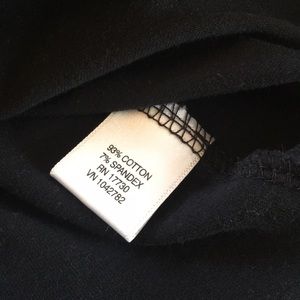 93% COTTON
7% SPANDEX
RN 17730
VN 1042782